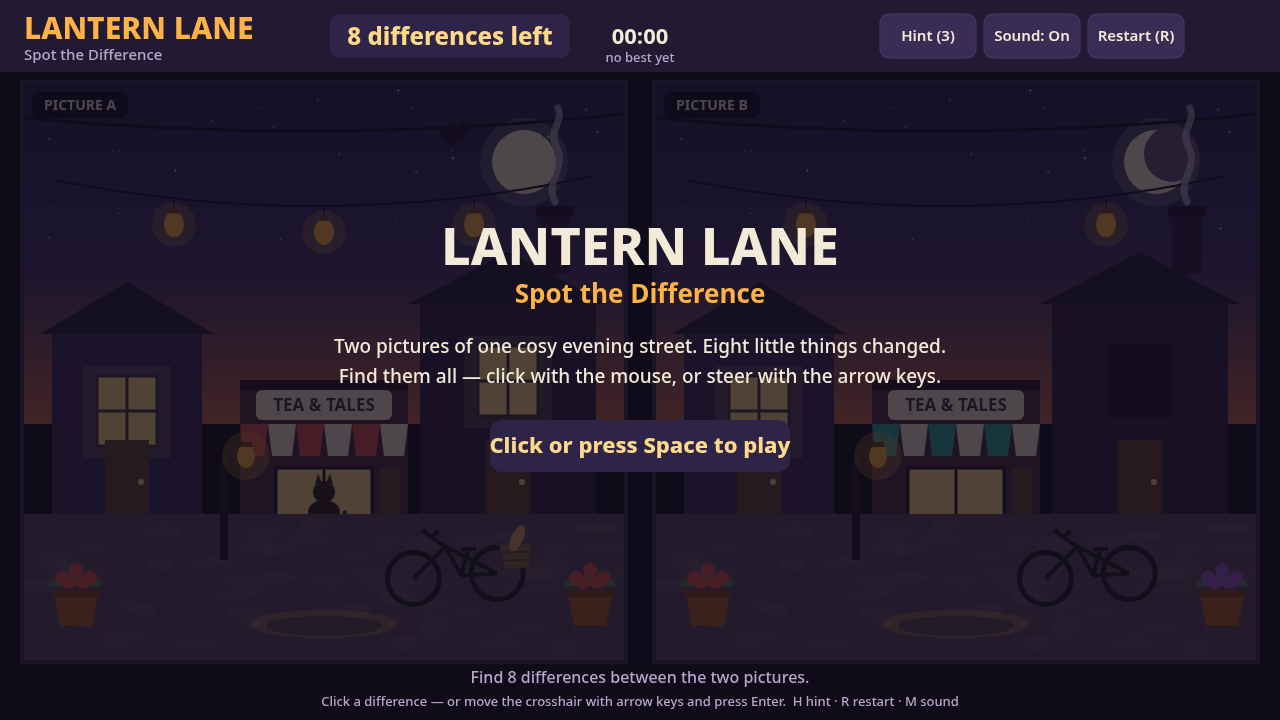 LANTERN LANE
Spot the Difference
8 differences left
00:00
no best yet
Hint (3)
Sound: On
Restart (R)
PICTURE A
PICTURE B
LANTERN LANE
Spot the Difference
Two pictures of one cosy evening street. Eight little things changed.
Find them all — click with the mouse, or steer with the arrow keys.
TEA & TALES
TEA & TALES
Click or press Space to play
Find 8 differences between the two pictures.
Click a difference — or move the crosshair with arrow keys and press Enter.  H hint · R restart · M sound